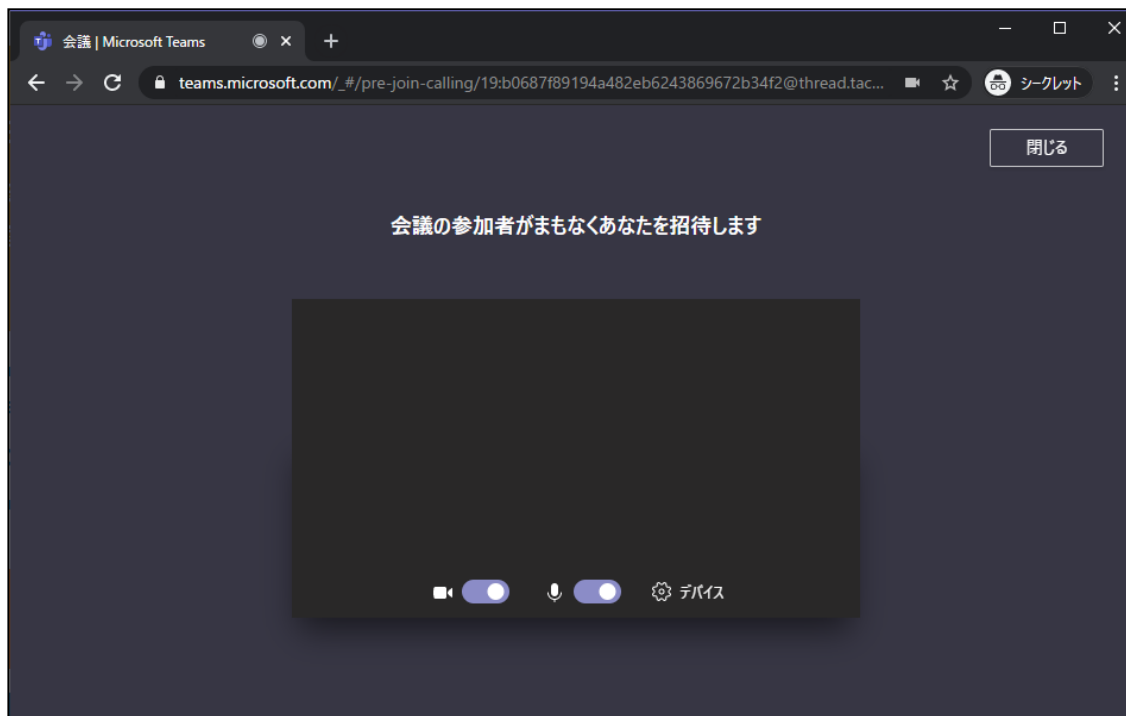 会議 | Microsoft Teams
teams.microsoft.com/_#/pre-join-calling/19:b0687f89194a482eb6243869672b34f2@thread.tac...
シークレット
閉じる
会議の参加者がまもなくあなたを招待します
デバイス